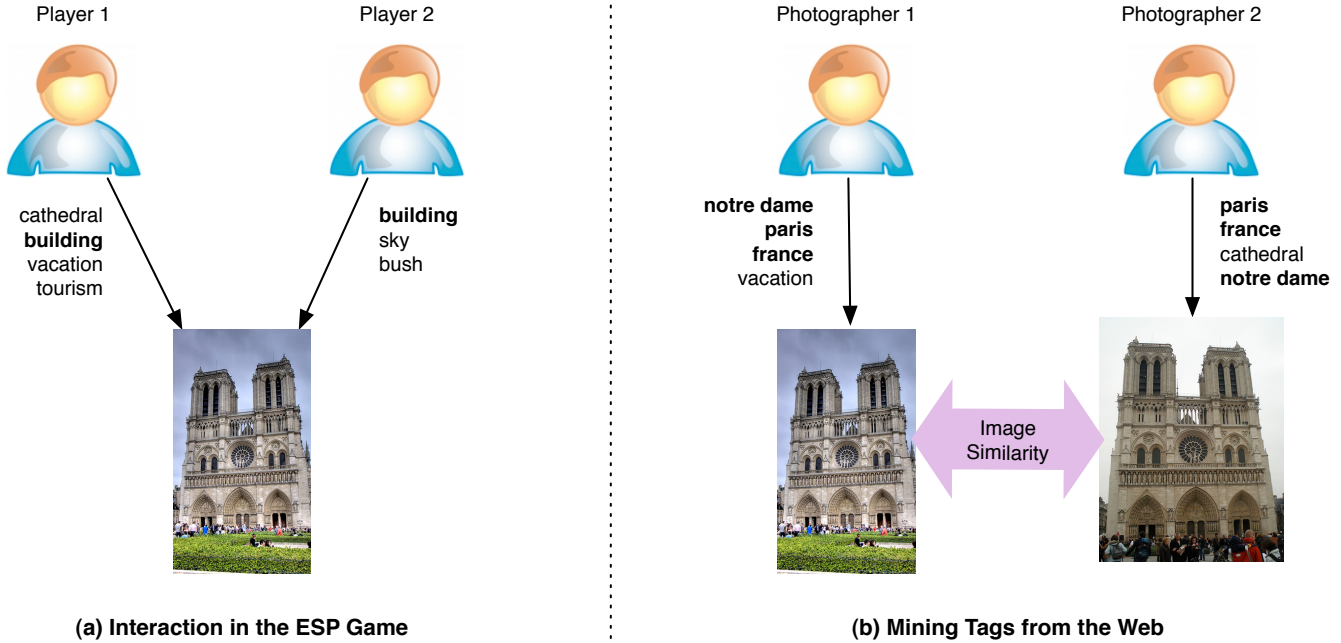 Player 1
Player 2
cathedral
building
vacation
tourism
building
sky
bush
(a) Interaction in the ESP Game
Photographer 1
Photographer 2
notre dame
paris
france
vacation
paris
france
cathedral
notre dame
Image
Similarity
(b) Mining Tags from the Web